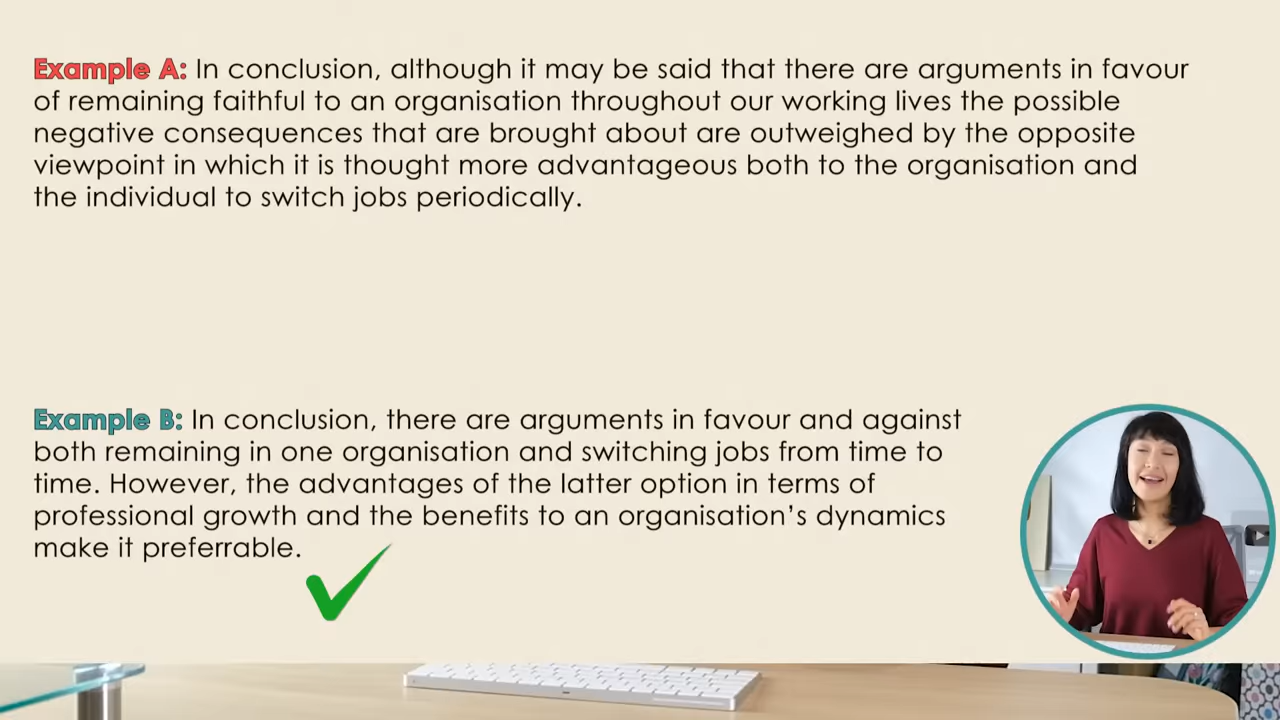 Example A: In conclusion, although it may be said that there are arguments in favour
of remaining faithful to an organisation throughout our working lives the possible
negative consequences that are brought about are outweighed by the opposite
viewpoint in which it is thought more advantageous both to the organisation and
the individual to switch jobs periodically.
Example B: In conclusion, there are arguments in favour and against
both remaining in one organisation and switching jobs from time to
time. However, the advantages of the latter option in terms of
professional growth and the benefits to an organisation's dynamics
make it preferrable.